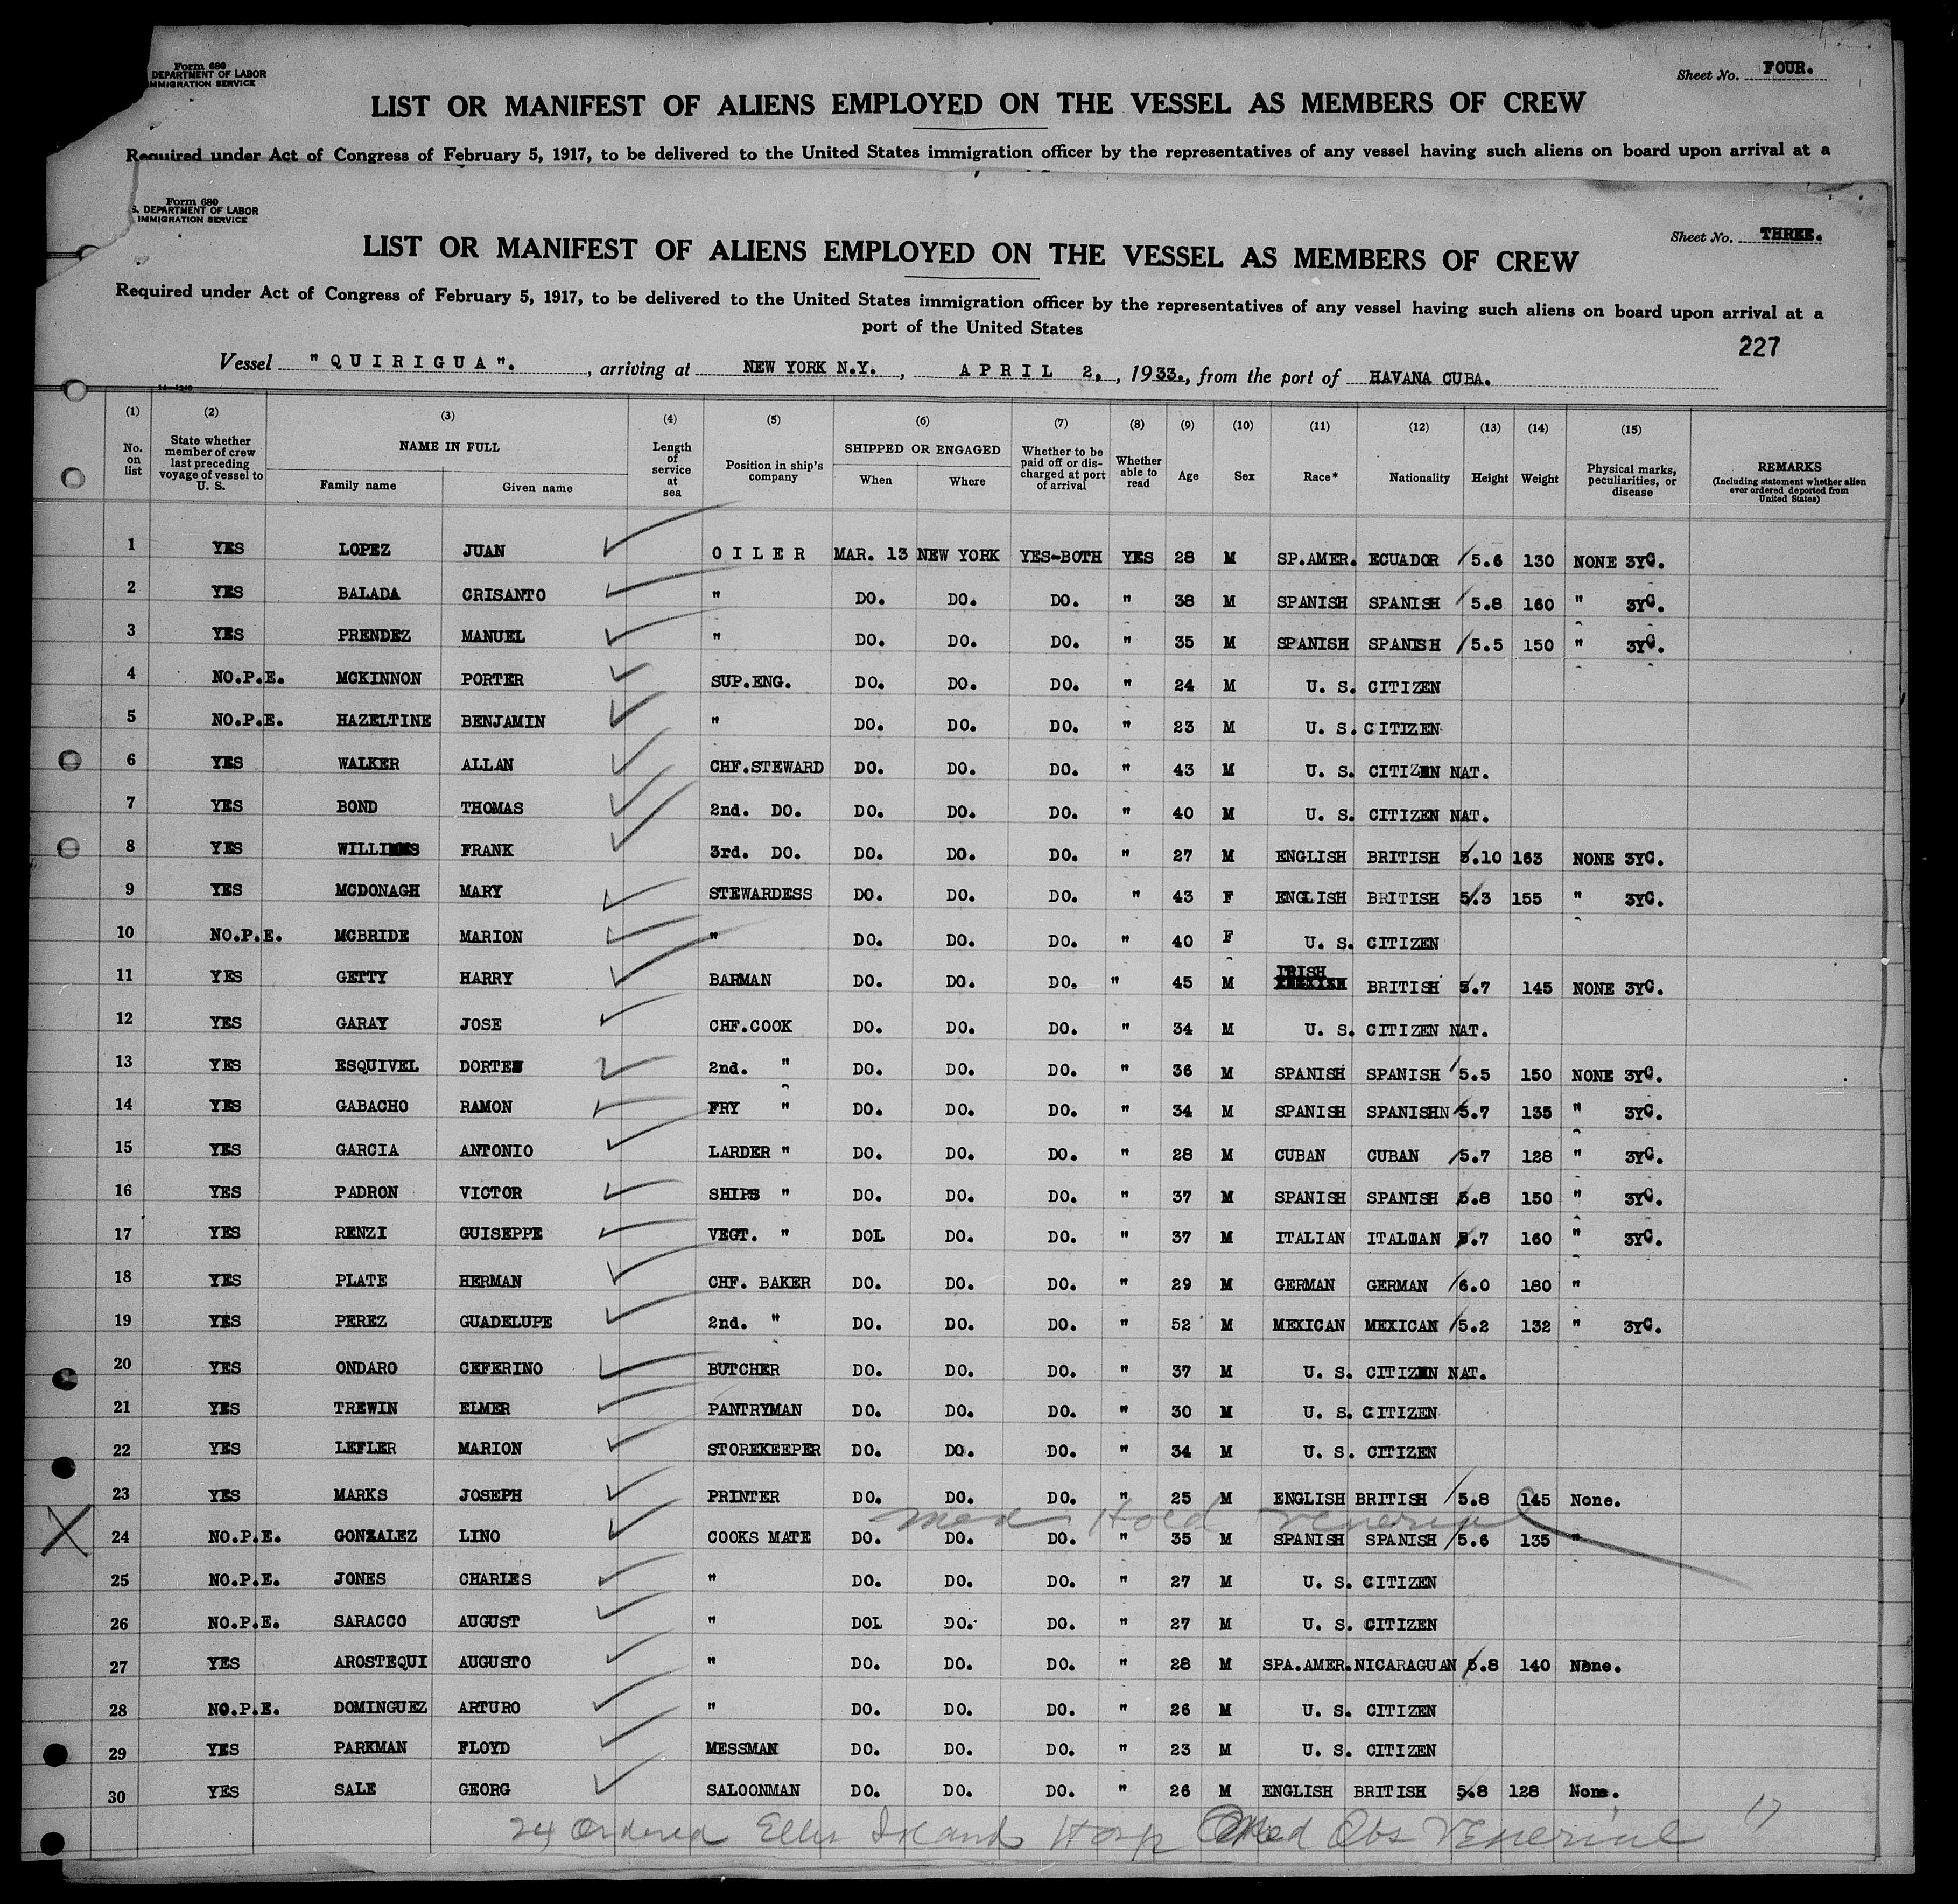 Form 680
DEPARTMENT OF LABOR
IMMIGRATION SERVICE
Sheet No. FOUR.
LIST OR MANIFEST OF ALIENS EMPLOYED ON THE VESSEL AS MEMBERS OF CREW
Required under Act of Congress of February 5, 1917, to be delivered to the United States immigration officer by the representatives of any vessel having such aliens on board upon arrival at a
Form 680
S. DEPARTMENT OF LABOR
IMMIGRATION SERVICE
Sheet No. THREE.
LIST OR MANIFEST OF ALIENS EMPLOYED ON THE VESSEL AS MEMBERS OF CREW
Required under Act of Congress of February 5, 1917, to be delivered to the United States immigration officer by the representatives of any vessel having such aliens on board upon arrival at a
port of the United States
227
Vessel "QUIRIGUA"., arriving at NEW YORK N.Y., APRIL 2, 1933., from the port of HAVANA CUBA.
14-1240
(1) (2) (3) (4) (5) (6) (7) (8) (9) (10) (11) (12) (13) (14) (15)
No. on list State whether member of crew last preceding voyage of vessel to U. S. NAME IN FULL Family name Given name Length of service at sea Position in ship's company SHIPPED OR ENGAGED When Where Whether to be paid off or discharged at port of arrival Whether able to read Age Sex Race* Nationality Height Weight Physical marks, peculiarities, or disease REMARKS (Including statement whether alien ever ordered deported from United States)
1 YES LOPEZ JUAN OILER MAR. 13 NEW YORK YES-BOTH YES 28 M SP.AMER. ECUADOR 5.6 130 NONE 3YG.
2 YES BALADA CRISANTO " DO. DO. DO. " 38 M SPANISH SPANISH 5.8 160 " 3YG.
3 YES PRENDEZ MANUEL " DO. DO. DO. " 35 M SPANISH SPANISH 5.5 150 " 3YG.
4 NO.P.E. MCKINNON PORTER SUP.ENG. DO. DO. DO. " 24 M U. S. CITIZEN
5 NO.P.E. HAZELTINE BENJAMIN " DO. DO. DO. " 23 M U. S. CITIZEN
6 YES WALKER ALLAN CHF.STEWARD DO. DO. DO. " 43 M U. S. CITIZEN NAT.
7 YES BOND THOMAS 2nd. DO. DO. DO. DO. " 40 M U. S. CITIZEN NAT.
8 YES FRANK 3rd. DO. DO. DO. DO. " 27 M ENGLISH BRITISH 5.10 163 NONE 3YG.
9 YES MCDONAGH MARY STEWARDESS DO. DO. DO. " 43 F ENGLISH BRITISH 5.3 155 " 3YG.
10 NO.P.E. MCBRIDE MARION " DO. DO. DO. " 40 F U. S. CITIZEN
11 YES GETTY HARRY BARMAN DO. DO. DO. " 45 M IRISH BRITISH 5.7 145 NONE 3YG.
12 YES GARAY JOSE CHF.COOK DO. DO. DO. " 34 M U. S. CITIZEN NAT.
13 YES ESQUIVEL 2nd. " DO. DO. DO. " 36 M SPANISH SPANISH 5.5 150 NONE 3YG.
14 YES GABACHO RAMON FRY " DO. DO. DO. " 34 M SPANISH SPANISHN 5.7 135 " 3YG.
15 YES GARCIA ANTONIO LARDER " DO. DO. DO. " 28 M CUBAN CUBAN 5.7 128 " 3YG.
16 YES PADRON VICTOR SHIPS " DO. DO. DO. " 37 M SPANISH SPANISH 5.8 150 " 3YG.
17 YES RENZI GUISEPPE VEGT. " DOL DO. DO. " 37 M ITALIAN ITALIAN 5.7 160 " 3YG.
18 YES PLATE HERMAN CHF. BAKER DO. DO. DO. " 29 M GERMAN GERMAN 6.0 180 "
19 YES PEREZ GUADELUPE 2nd. " DO. DO. DO. " 52 M MEXICAN MEXICAN 5.2 132 " 3YG.
20 YES ONDARO CEFERINO BUTCHER DO. DO. DO. " 37 M U. S. CITIZEN NAT.
21 YES TREWIN ELMER PANTRYMAN DO. DO. DO. " 30 M U. S. CITIZEN
22 YES LEFLER MARION STOREKEEPER DO. DO. DO. " 34 M U. S. CITIZEN
23 YES MARKS JOSEPH PRINTER DO. DO. DO. " 25 M ENGLISH BRITISH 5.8 145 None.
Med Hold Venerial
24 NO.P.E. GONZALEZ LINO COOKS MATE DO. DO. DO. " 35 M SPANISH SPANISH 5.6 135 "
25 NO.P.E. JONES CHARLES " DO. DO. DO. " 27 M U. S. CITIZEN
26 NO.P.E. SARACCO AUGUST " DOL DO. DO. " 27 M U. S. CITIZEN
27 YES AROSTEQUI AUGUSTO " DO. DO. DO. " 28 M SPA.AMER. NICARAGUAN 5.8 140 None.
28 NO.P.E. DOMINGUEZ ARTURO " DO. DO. DO. " 26 M U. S. CITIZEN
29 YES PARKMAN FLOYD MESSMAN DO. DO. DO. " 23 M U. S. CITIZEN
30 YES SALE GEORG SALOONMAN DO. DO. DO. " 26 M ENGLISH BRITISH 5.8 128 None.
24 Ordered Ellis Island Hosp Med Obs Venerial
17